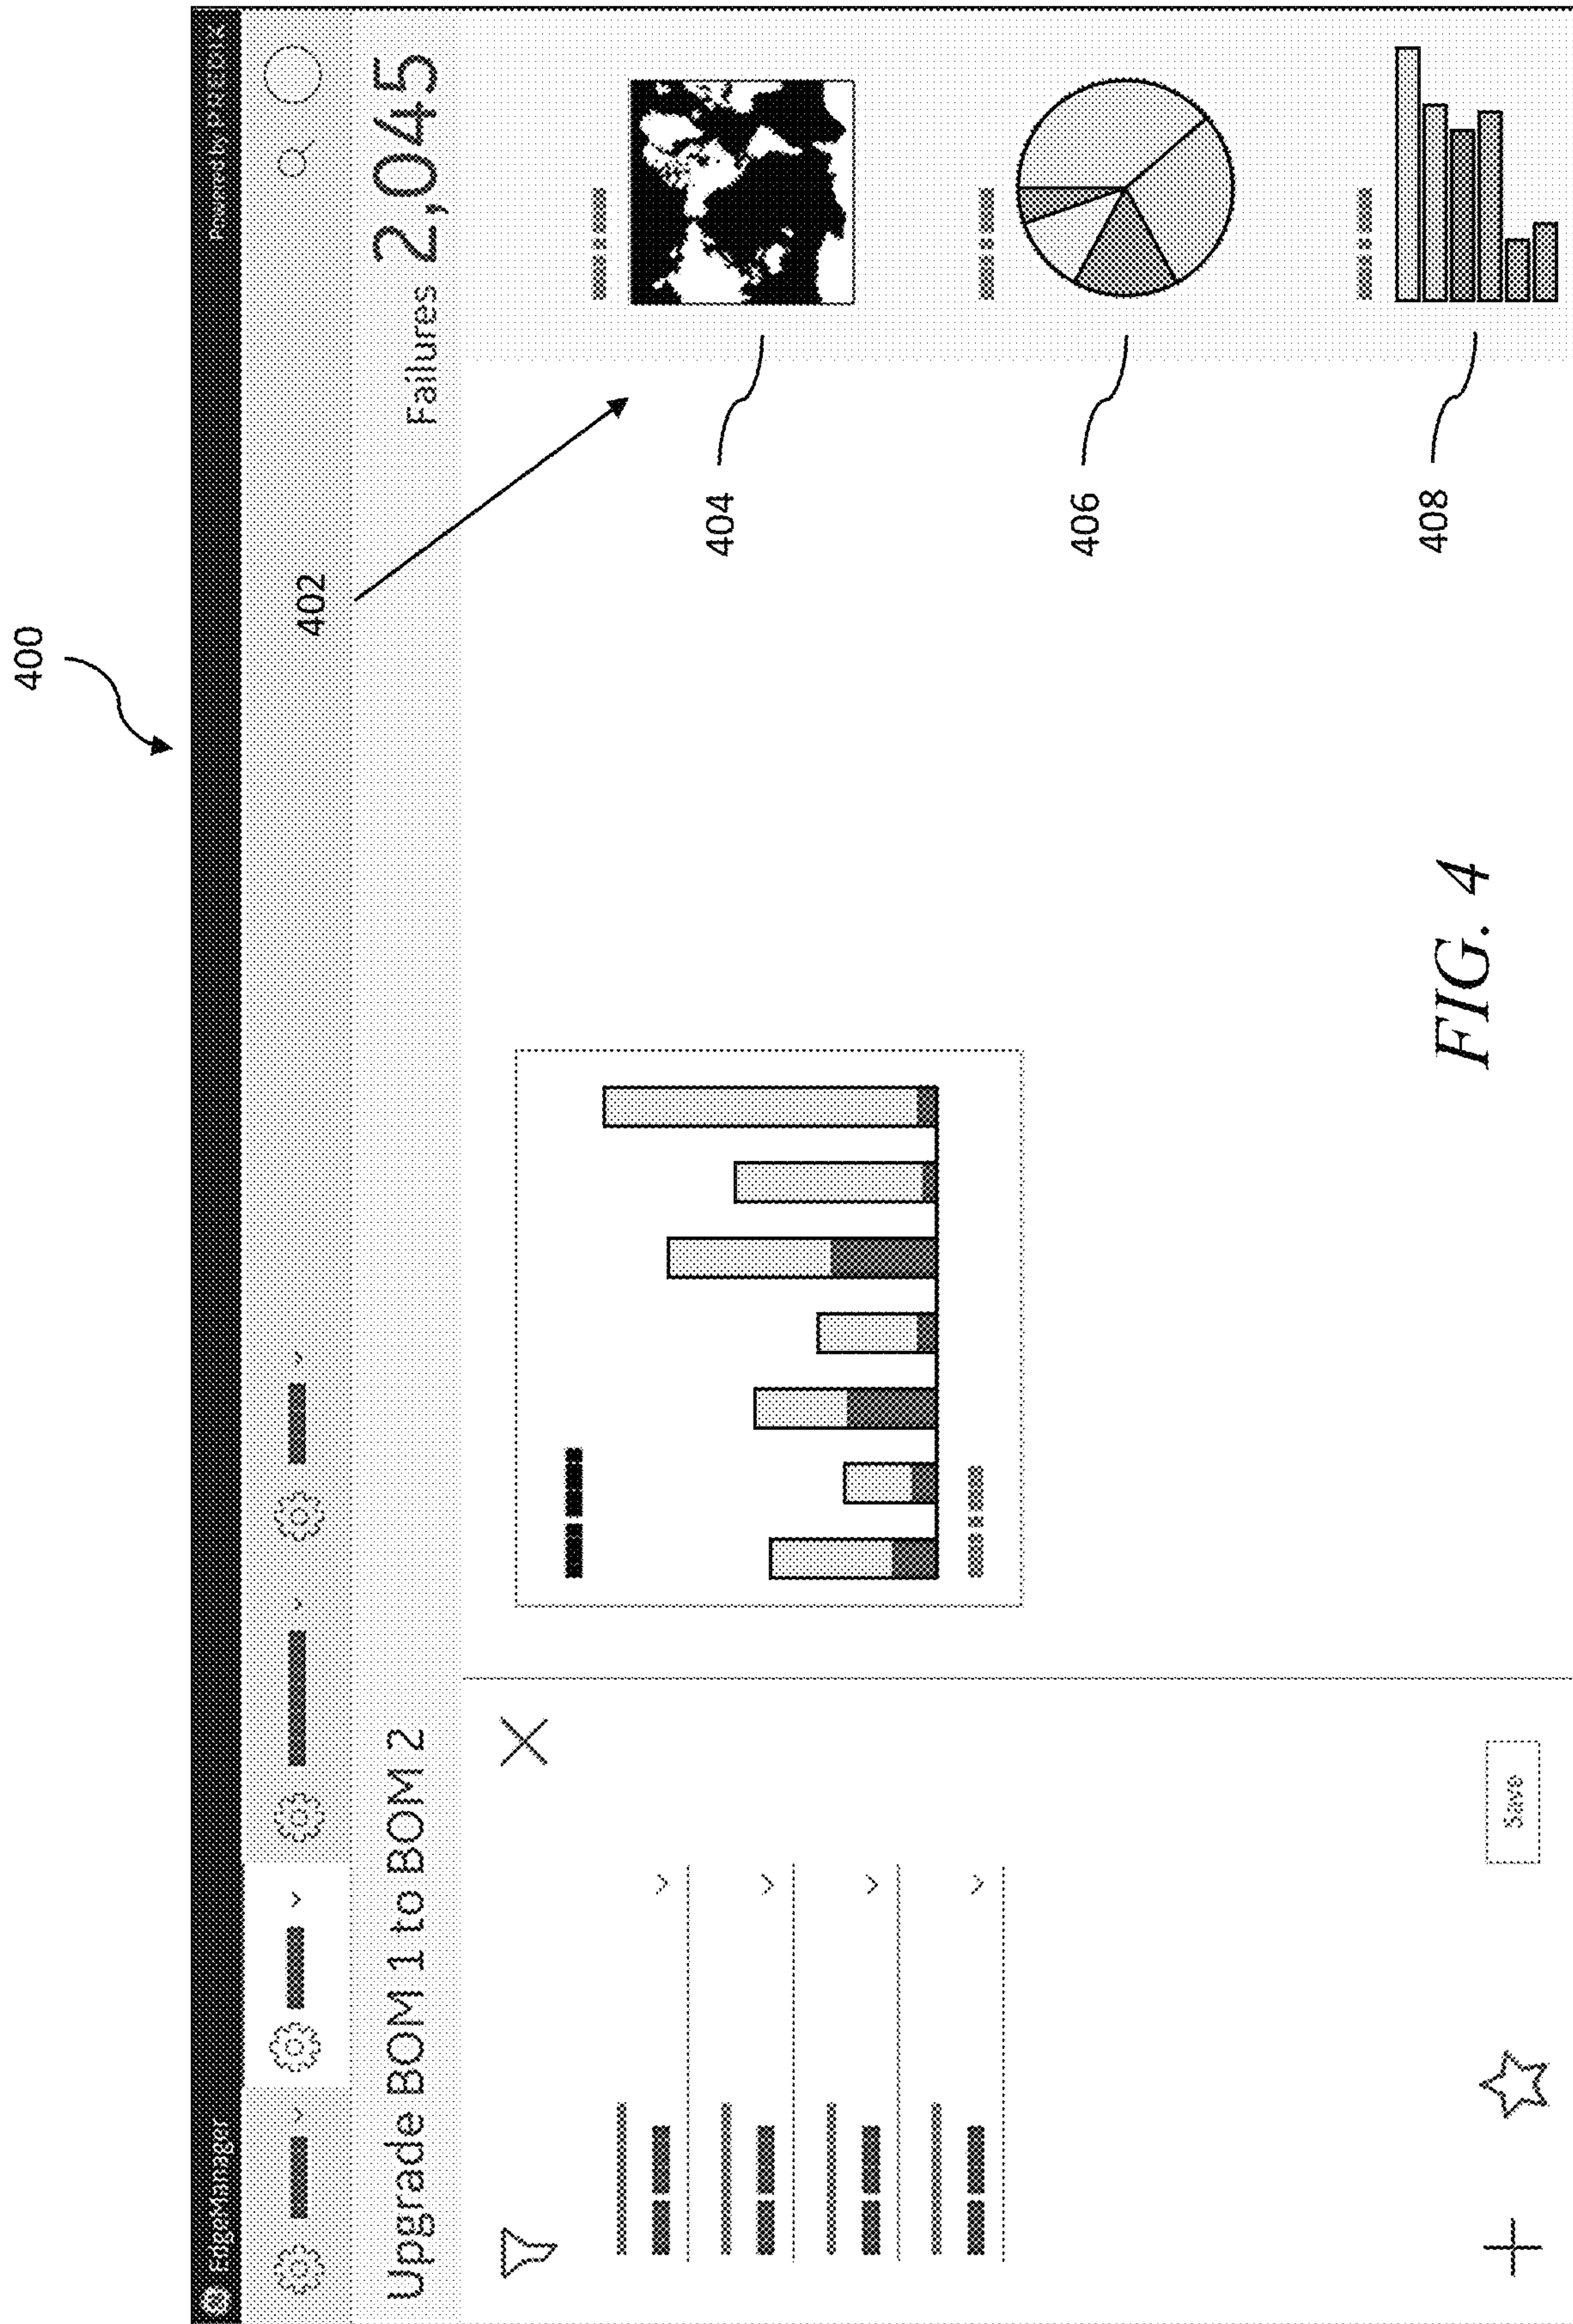 400
EdgeManager
Powered by PREDIX
402
Upgrade BOM 1 to BOM 2
Failures 2,045
404
406
408
Save
FIG. 4